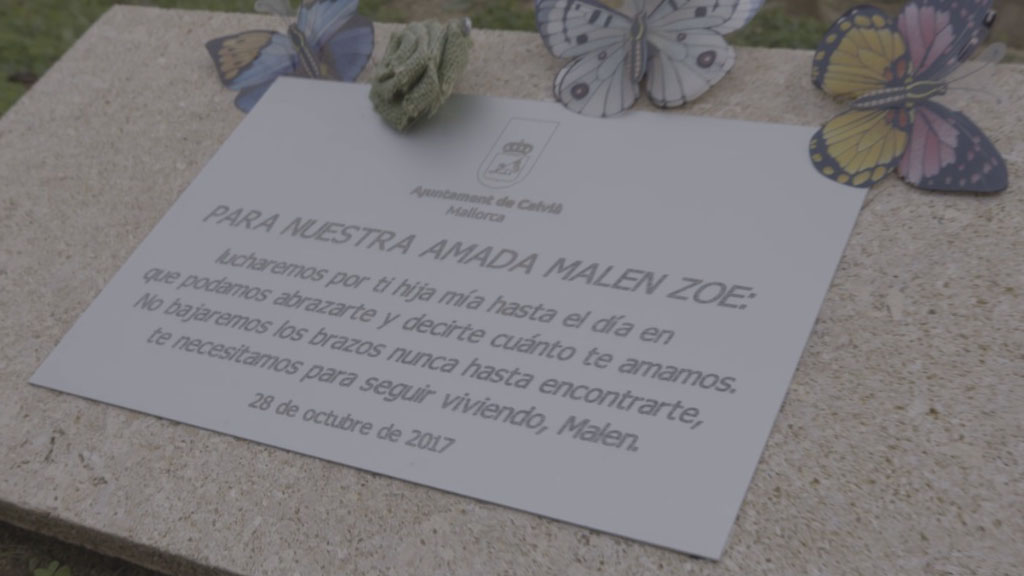 Ajuntament de Calvià
Mallorca
PARA NUESTRA AMADA MALEN ZOE:
lucharemos por ti hija mía hasta el día en
que podamos abrazarte y decirte cuánto te amamos.
No bajaremos los brazos nunca hasta encontrarte,
te necesitamos para seguir viviendo, Malen.
28 de octubre de 2017